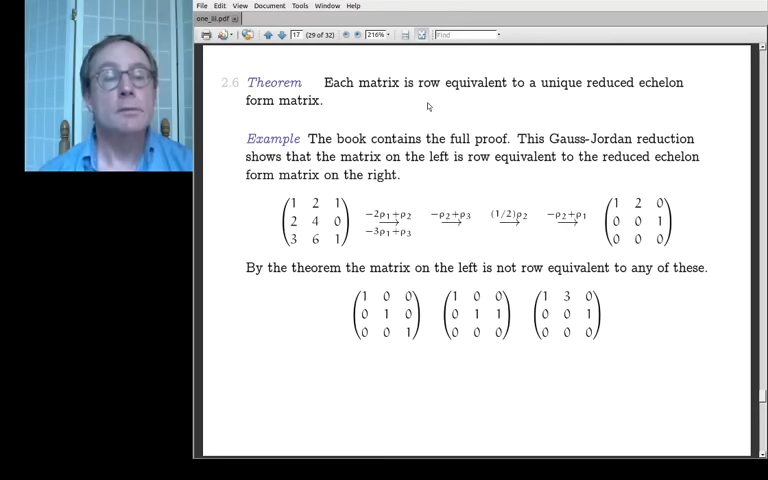 File Edit View Document Tools Window Help
one_iii.pdf
17 (29 of 32) 216% Find
2.6 Theorem Each matrix is row equivalent to a unique reduced echelon
form matrix.
Example The book contains the full proof. This Gauss-Jordan reduction
shows that the matrix on the left is row equivalent to the reduced echelon
form matrix on the right.
(1 2 1) −2ρ1+ρ2 −ρ2+ρ3 (1/2)ρ2 −ρ2+ρ1 (1 2 0)
(2 4 0) → → → → (0 0 1)
(3 6 1) −3ρ1+ρ3 (0 0 0)
By the theorem the matrix on the left is not row equivalent to any of these.
(1 0 0) (1 0 0) (1 3 0)
(0 1 0) (0 1 1) (0 0 1)
(0 0 1) (0 0 0) (0 0 0)